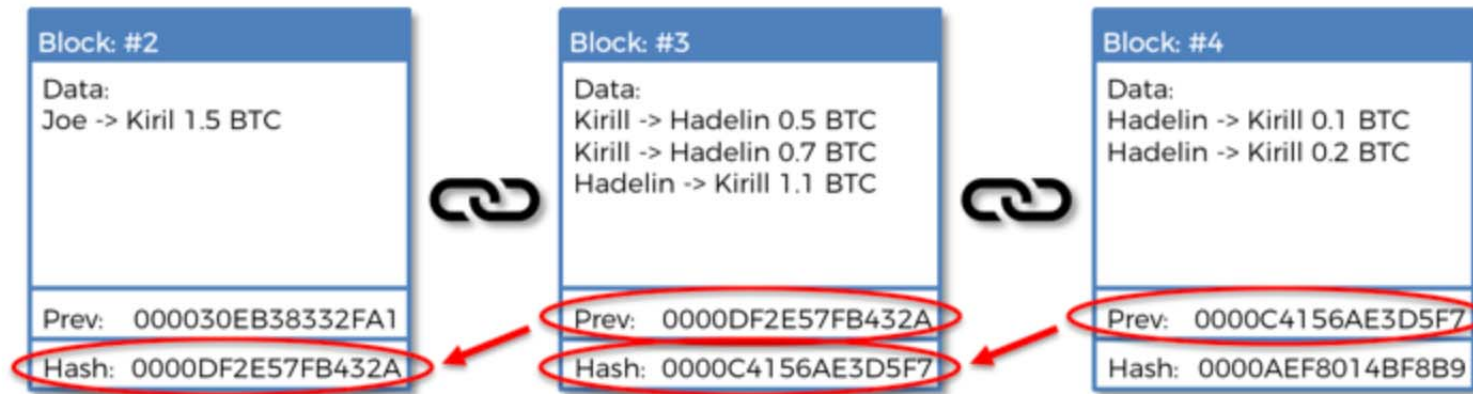 Block: #2
Data:
Joe -> Kiril 1.5 BTC
Prev: 000030EB38332FA1
Hash: 0000DF2E57FB432A
Block: #3
Data:
Kirill -> Hadelin 0.5 BTC
Kirill -> Hadelin 0.7 BTC
Hadelin -> Kirill 1.1 BTC
Prev: 0000DF2E57FB432A
Hash: 0000C4156AE3D5F7
Block: #4
Data:
Hadelin -> Kirill 0.1 BTC
Hadelin -> Kirill 0.2 BTC
Prev: 0000C4156AE3D5F7
Hash: 0000AEF8014BF8B9